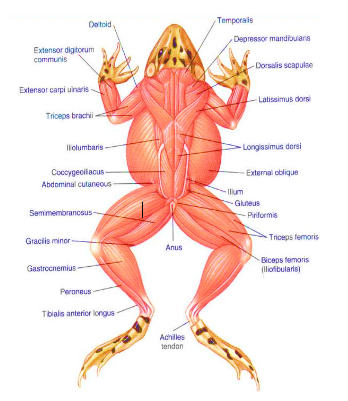 Deltoid
Temporalis
Depressor mandibulans
Extensor digitorum
communis
Dorsalis scapulae
Extensor carpi ulnaris
Latissimus dorsi
Triceps brachii
Iliolumbaris
Longissimus dorsi
Coccygeoiliacus
External oblique
Abdominal cutaneous
Ilium
Gluteus
Semimembranosus
Piriformis
Triceps femoris
Gracilis minor
Anus
Biceps femoris
(Iliofibularis)
Gastrocnemius
Peroneus
Tibialis anterior longus
Achilles
tendon